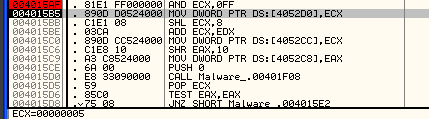 004015AF . 81E1 FF000000 AND ECX,0FF
004015B5 . 890D D0524000 MOV DWORD PTR DS:[4052D0],ECX
004015BB . C1E1 08 SHL ECX,8
004015BE . 03CA ADD ECX,EDX
004015C0 . 890D CC524000 MOV DWORD PTR DS:[4052CC],ECX
004015C6 . C1E8 10 SHR EAX,10
004015C9 . A3 C8524000 MOV DWORD PTR DS:[4052C8],EAX
004015CE . 6A 00 PUSH 0
004015D0 . E8 33090000 CALL Malware_.00401F08
004015D5 . 59 POP ECX
004015D6 . 85C0 TEST EAX,EAX
004015D8 .v75 08 JNZ SHORT Malware_.004015E2
ECX=00000005